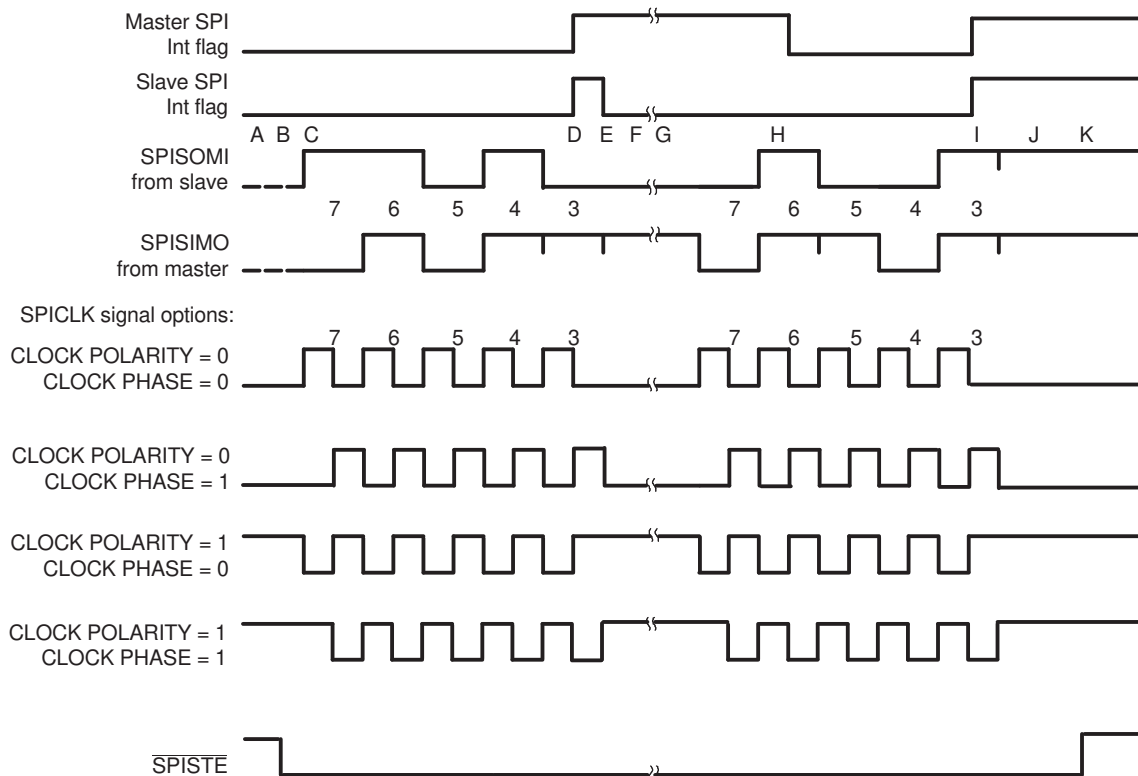 Master SPI
Int flag
Slave SPI
Int flag
A B C D E F G H I J K
SPISOMI
from slave
7 6 5 4 3 7 6 5 4 3
SPISIMO
from master
SPICLK signal options:
7 6 5 4 3 7 6 5 4 3
CLOCK POLARITY = 0
CLOCK PHASE = 0
CLOCK POLARITY = 0
CLOCK PHASE = 1
CLOCK POLARITY = 1
CLOCK PHASE = 0
CLOCK POLARITY = 1
CLOCK PHASE = 1
SPISTE